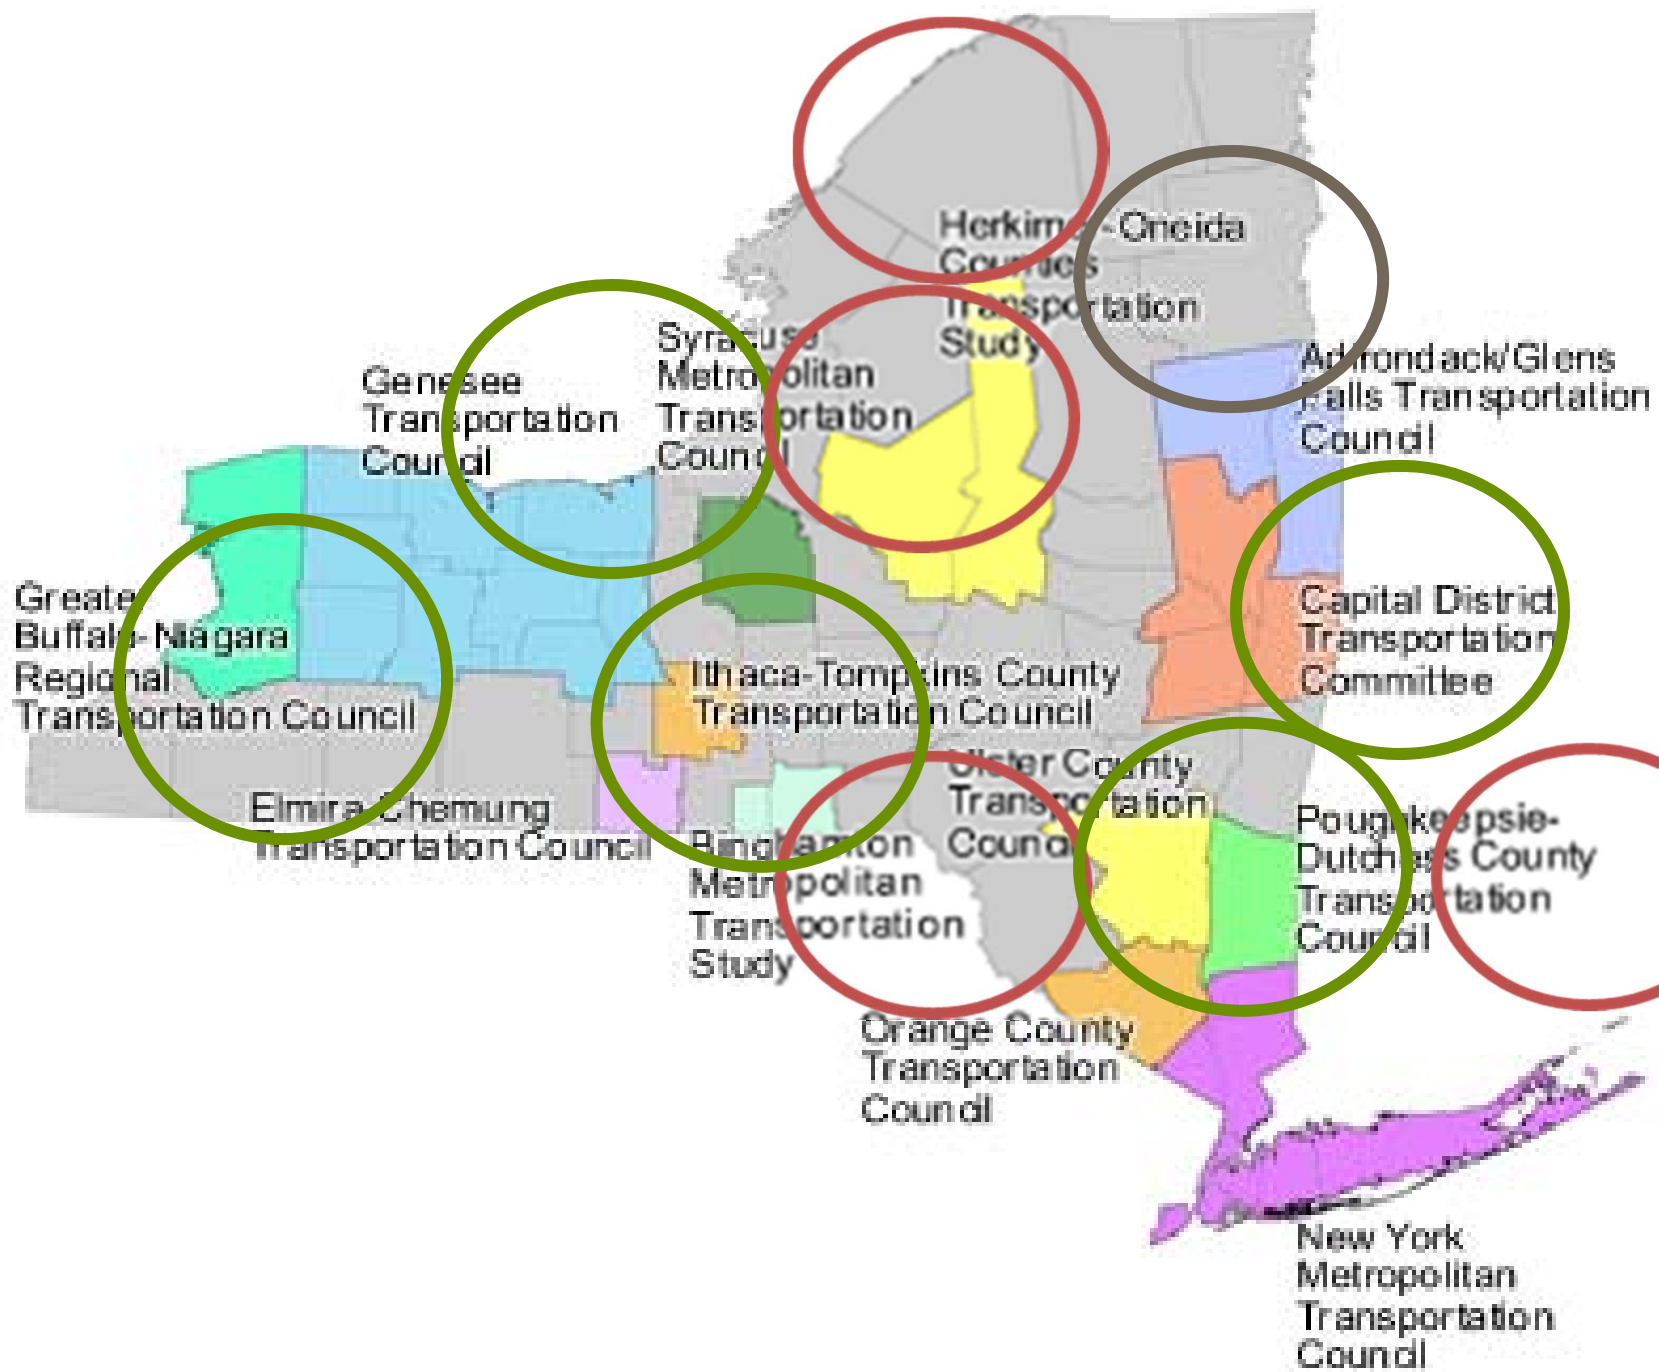 Herkimer-Oneida
Counties
Transportation
Study
Syracuse
Metropolitan
Transportation
Council
Genesee
Transportation
Council
Adirondack/Glens
Falls Transportation
Council
Greater
Buffalo-Niagara
Regional
Transportation Council
Capital District
Transportation
Committee
Ithaca-Tompkins County
Transportation Council
Ulster County
Transportation
Council
Elmira-Chemung
Transportation Council
Poughkeepsie-
Dutchess County
Transportation
Council
Binghamton
Metropolitan
Transportation
Study
Orange County
Transportation
Council
New York
Metropolitan
Transportation
Council